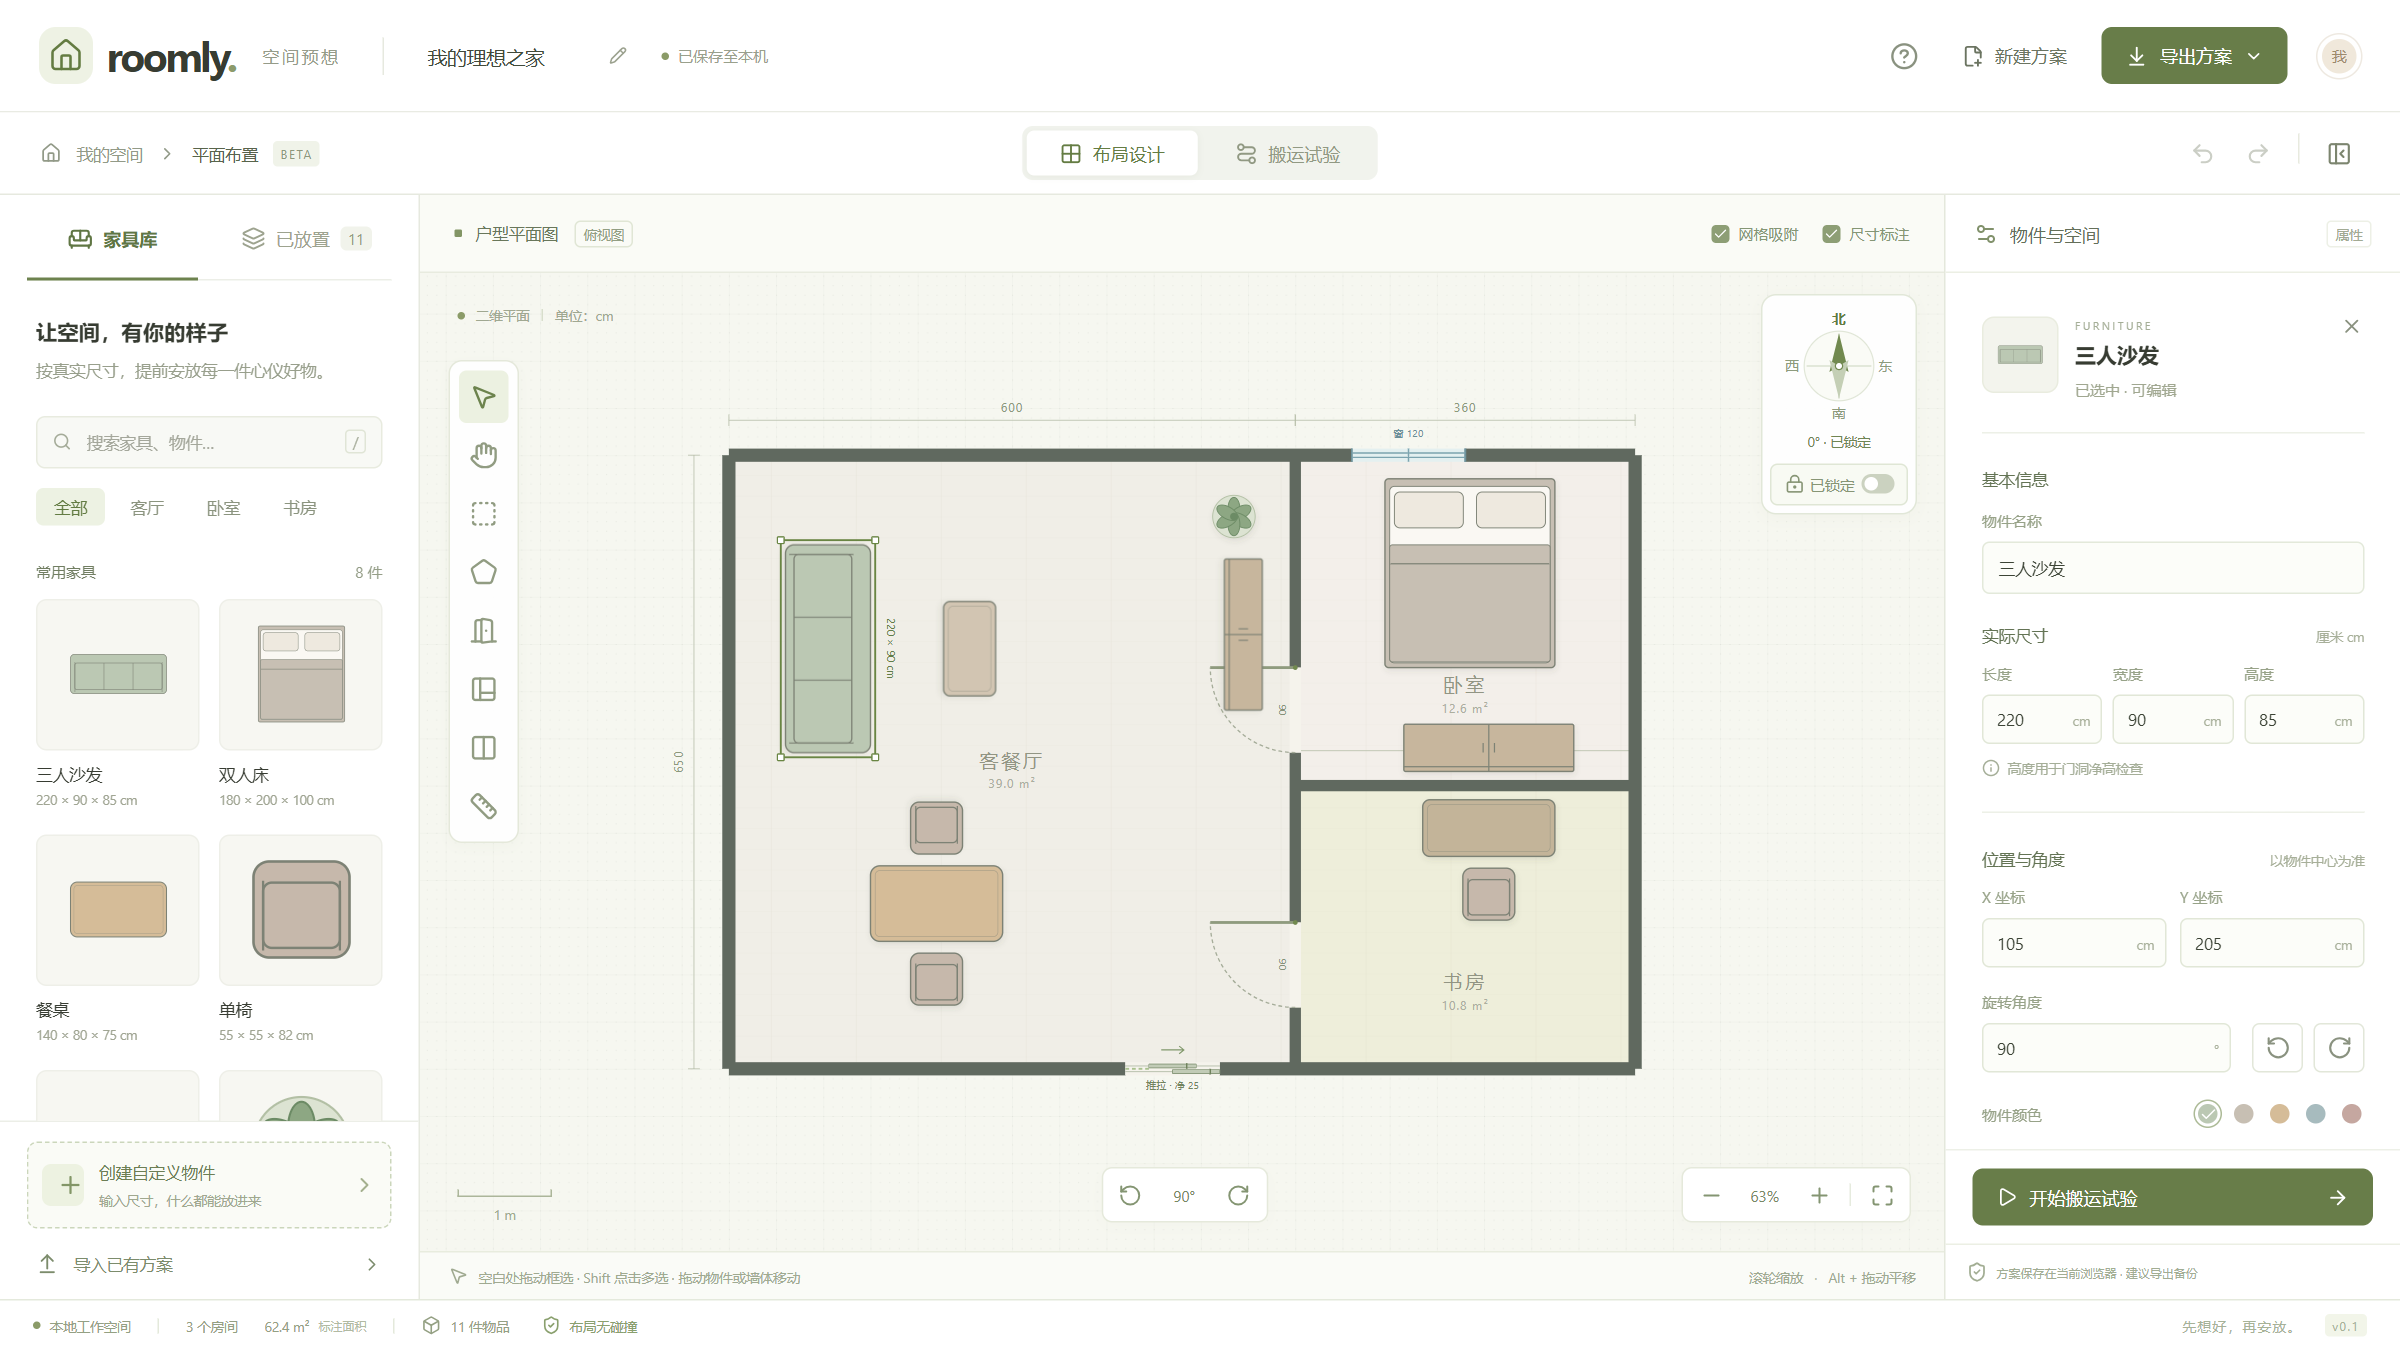 roomly.
空间预想
我的理想之家
已保存至本机
新建方案
导出方案
我
我的空间
平面布置
BETA
布局设计
搬运试验
家具库
已放置
11
让空间，有你的样子
按真实尺寸，提前安放每一件心仪好物。
搜索家具、物件...
/
全部
客厅
卧室
书房
常用家具
8 件
三人沙发
220 × 90 × 85 cm
双人床
180 × 200 × 100 cm
餐桌
140 × 80 × 75 cm
单椅
55 × 55 × 82 cm
创建自定义物件
输入尺寸，什么都能放进来
导入已有方案
户型平面图
俯视图
网格吸附
尺寸标注
二维平面
单位：cm
北
西
东
南
0° · 已锁定
已锁定
600
360
窗 120
650
220 × 90 cm
客餐厅
39.0 m²
卧室
12.6 m²
90
书房
10.8 m²
90
推拉 · 净 25
1 m
90°
63%
空白处拖动框选 · Shift 点击多选 · 拖动物件或墙体移动
滚轮缩放 · Alt + 拖动平移
物件与空间
属性
FURNITURE
三人沙发
已选中 · 可编辑
基本信息
物件名称
三人沙发
实际尺寸
厘米 cm
长度
宽度
高度
220 cm
90 cm
85 cm
高度用于门洞净高检查
位置与角度
以物件中心为准
X 坐标
Y 坐标
105 cm
205 cm
旋转角度
90 °
物件颜色
开始搬运试验
方案保存在当前浏览器 · 建议导出备份
本地工作空间
3 个房间
62.4 m² 标注面积
11 件物品
布局无碰撞
先想好，再安放。
v0.1